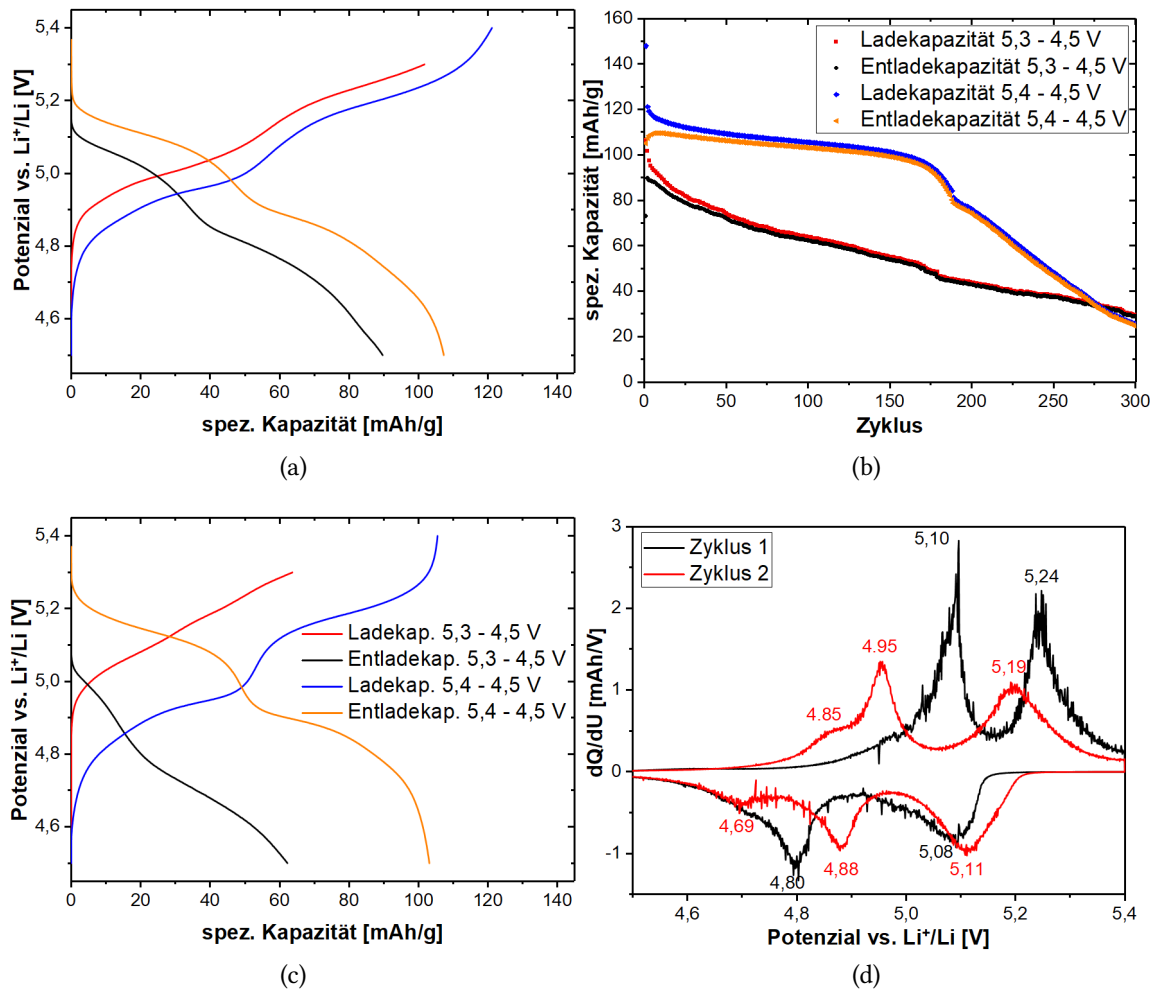 5,4
5,2
5,0
4,8
4,6
0
20
40
60
80
100
120
140
Potenzial vs. Li⁺/Li [V]
spez. Kapazität [mAh/g]
(a)
160
140
120
100
80
60
40
20
0
0
50
100
150
200
250
300
spez. Kapazität [mAh/g]
Zyklus
Ladekapazität 5,3 - 4,5 V
Entladekapazität 5,3 - 4,5 V
Ladekapazität 5,4 - 4,5 V
Entladekapazität 5,4 - 4,5 V
(b)
5,4
5,2
5,0
4,8
4,6
0
20
40
60
80
100
120
140
Potenzial vs. Li⁺/Li [V]
spez. Kapazität [mAh/g]
Ladekap. 5,3 - 4,5 V
Entladekap. 5,3 - 4,5 V
Ladekap. 5,4 - 4,5 V
Entladekap. 5,4 - 4,5 V
(c)
3
2
1
0
-1
4,6
4,8
5,0
5,2
5,4
dQ/dU [mAh/V]
Potenzial vs. Li⁺/Li [V]
Zyklus 1
Zyklus 2
5,10
5,24
4.95
4.85
5,19
4,69
4,80
4,88
5,08
5,11
(d)